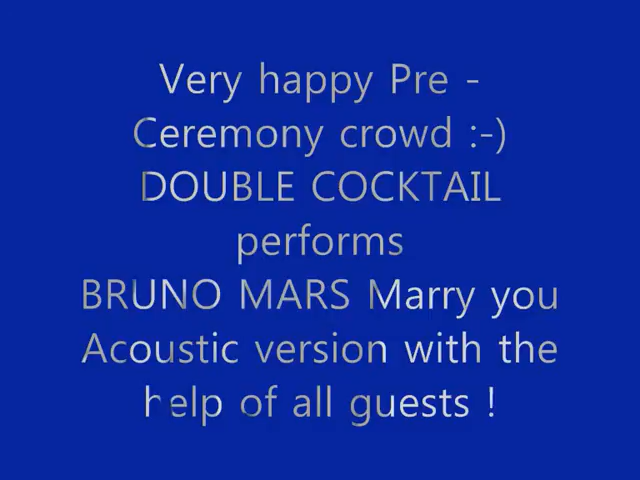 Very happy Pre -
Ceremony crowd :-)
DOUBLE COCKTAIL
performs
BRUNO MARS Marry you
Acoustic version with the
help of all guests !